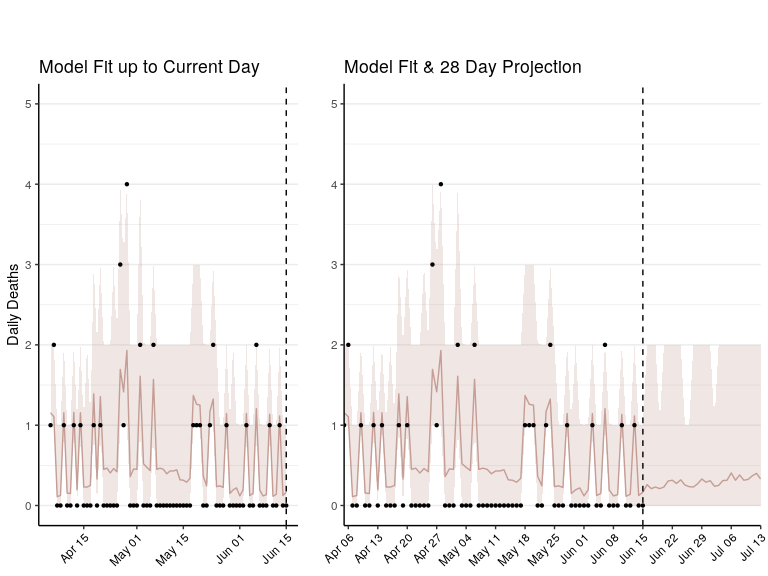 Model Fit up to Current Day
Model Fit & 28 Day Projection
Daily Deaths
5
4
3
2
1
0
Apr 15
May 01
May 15
Jun 01
Jun 15
5
4
3
2
1
0
Apr 06
Apr 13
Apr 20
Apr 27
May 04
May 11
May 18
May 25
Jun 01
Jun 08
Jun 15
Jun 22
Jun 29
Jul 06
Jul 13